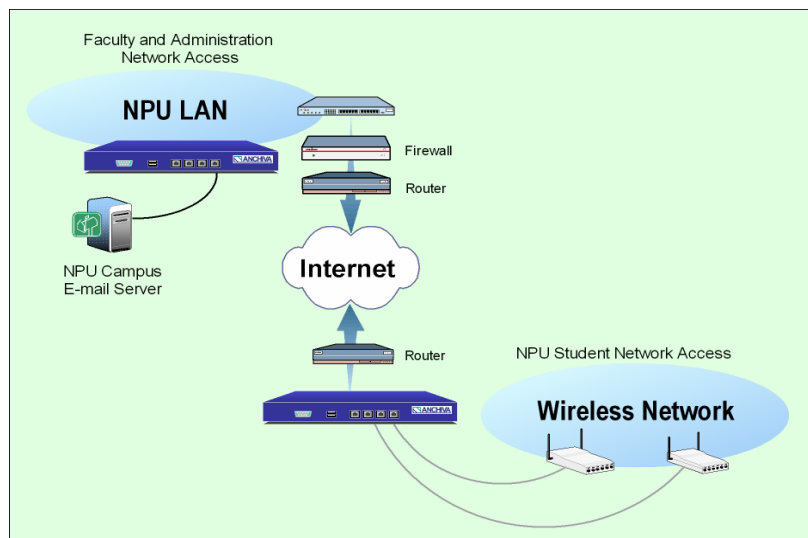 Faculty and Administration
Network Access
NPU LAN
ANCHIVA
Firewall
Router
NPU Campus
E-mail Server
Internet
Router
NPU Student Network Access
ANCHIVA
Wireless Network